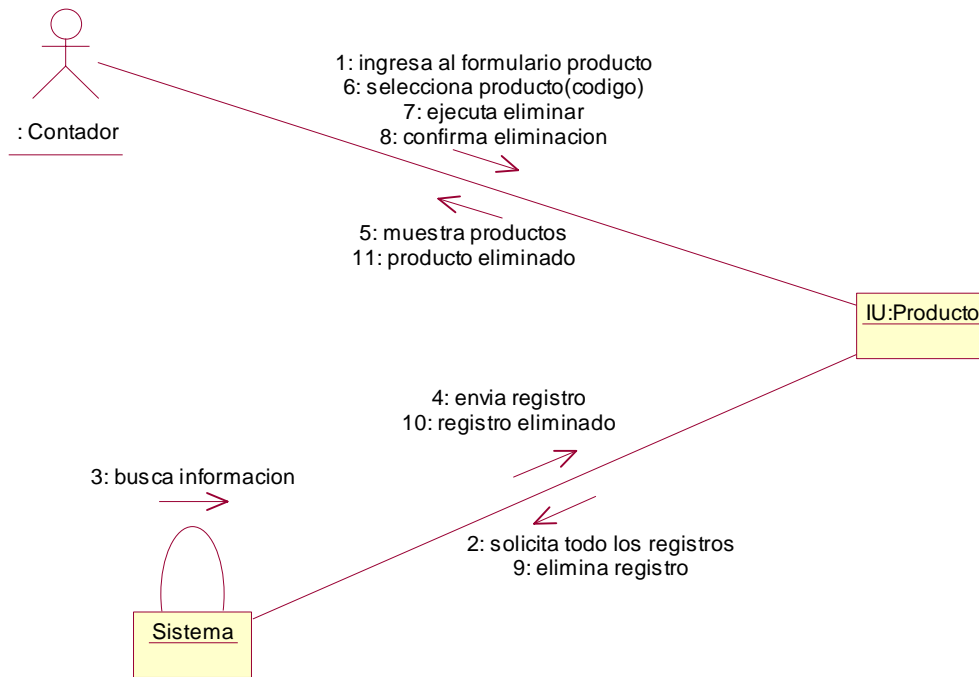 1: ingresa al formulario producto
6: selecciona producto(codigo)
7: ejecuta eliminar
8: confirma eliminacion
: Contador
5: muestra productos
11: producto eliminado
IU:Producto
4: envia registro
10: registro eliminado
3: busca informacion
2: solicita todo los registros
9: elimina registro
Sistema